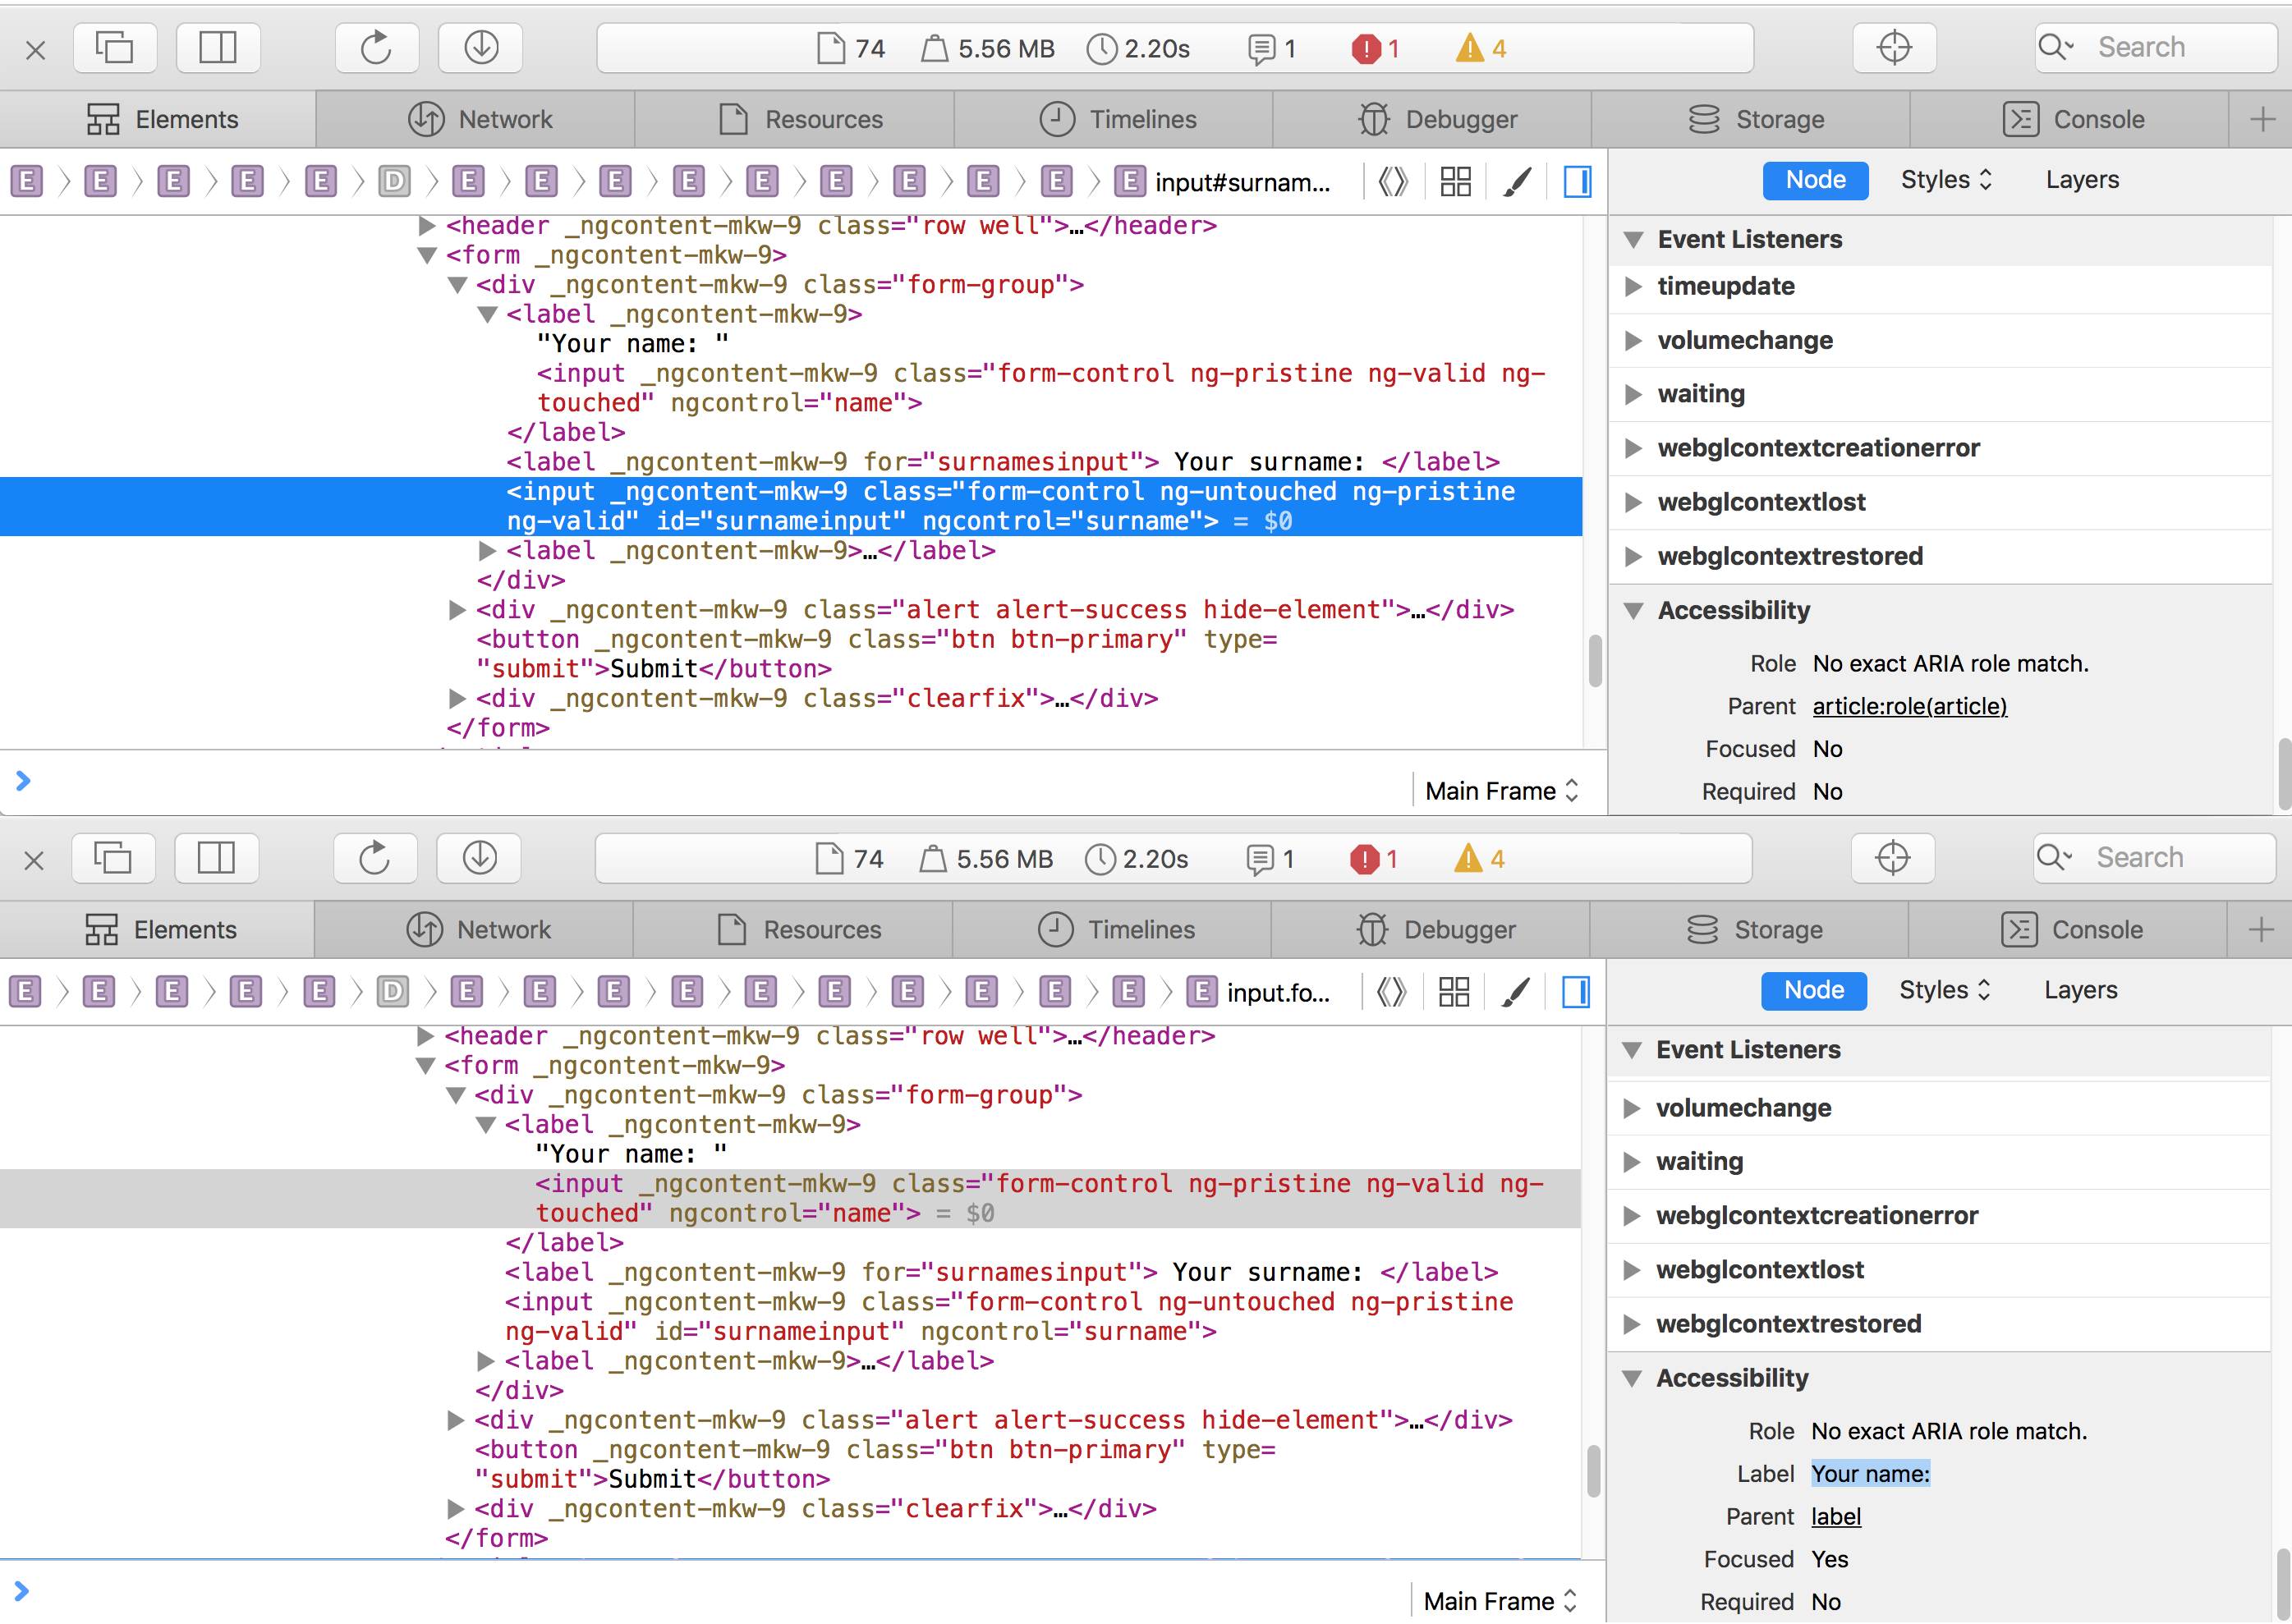 74 5.56 MB 2.20s 1 1 4 Search
Elements Network Resources Timelines Debugger Storage Console
E E E E E D E E E E E E E E E E input#surnam... Node Styles Layers
<header _ngcontent-mkw-9 class="row well">…</header>
<form _ngcontent-mkw-9>
<div _ngcontent-mkw-9 class="form-group">
<label _ngcontent-mkw-9>
"Your name: "
<input _ngcontent-mkw-9 class="form-control ng-pristine ng-valid ng-
touched" ngcontrol="name">
</label>
<label _ngcontent-mkw-9 for="surnamesinput"> Your surname: </label>
<input _ngcontent-mkw-9 class="form-control ng-untouched ng-pristine
ng-valid" id="surnameinput" ngcontrol="surname"> = $0
<label _ngcontent-mkw-9>…</label>
</div>
<div _ngcontent-mkw-9 class="alert alert-success hide-element">…</div>
<button _ngcontent-mkw-9 class="btn btn-primary" type=
"submit">Submit</button>
<div _ngcontent-mkw-9 class="clearfix">…</div>
</form>
Main Frame
Event Listeners
timeupdate
volumechange
waiting
webglcontextcreationerror
webglcontextlost
webglcontextrestored
Accessibility
Role No exact ARIA role match.
Parent article:role(article)
Focused No
Required No
74 5.56 MB 2.20s 1 1 4 Search
Elements Network Resources Timelines Debugger Storage Console
E E E E E D E E E E E E E E E E E input.fo... Node Styles Layers
<header _ngcontent-mkw-9 class="row well">…</header>
<form _ngcontent-mkw-9>
<div _ngcontent-mkw-9 class="form-group">
<label _ngcontent-mkw-9>
"Your name: "
<input _ngcontent-mkw-9 class="form-control ng-pristine ng-valid ng-
touched" ngcontrol="name"> = $0
</label>
<label _ngcontent-mkw-9 for="surnamesinput"> Your surname: </label>
<input _ngcontent-mkw-9 class="form-control ng-untouched ng-pristine
ng-valid" id="surnameinput" ngcontrol="surname">
<label _ngcontent-mkw-9>…</label>
</div>
<div _ngcontent-mkw-9 class="alert alert-success hide-element">…</div>
<button _ngcontent-mkw-9 class="btn btn-primary" type=
"submit">Submit</button>
<div _ngcontent-mkw-9 class="clearfix">…</div>
</form>
Main Frame
Event Listeners
volumechange
waiting
webglcontextcreationerror
webglcontextlost
webglcontextrestored
Accessibility
Role No exact ARIA role match.
Label Your name:
Parent label
Focused Yes
Required No